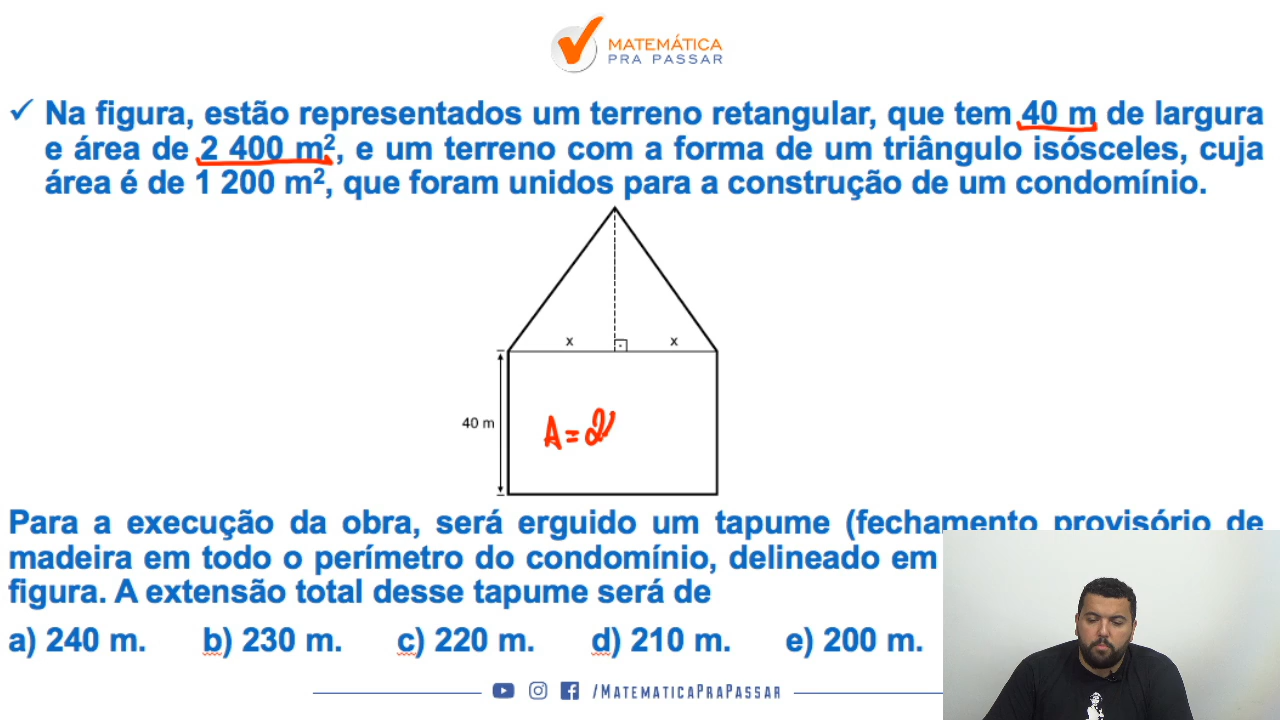 MATEMÁTICA
PRA PASSAR
✓ Na figura, estão representados um terreno retangular, que tem 40 m de largura
e área de 2 400 m², e um terreno com a forma de um triângulo isósceles, cuja
área é de 1 200 m², que foram unidos para a construção de um condomínio.
x x
40 m
A = 2
Para a execução da obra, será erguido um tapume (fechamento provisório de
madeira em todo o perímetro do condomínio, delineado em
figura. A extensão total desse tapume será de
a) 240 m. b) 230 m. c) 220 m. d) 210 m. e) 200 m.
/MATEMATICAPRAPASSAR